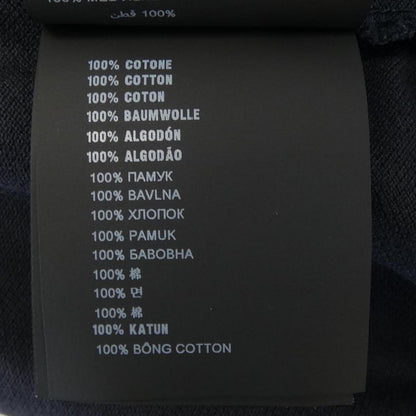 100% قطن
100% COTONE
100% COTTON
100% COTON
100% BAUMWOLLE
100% ALGODÓN
100% ALGODÃO
100% ПАМУК
100% BAVLNA
100% ХЛОПОК
100% PAMUK
100% БАВОВНА
100% 棉
100% 면
100% 棉
100% KATUN
100% BÔNG COTTON